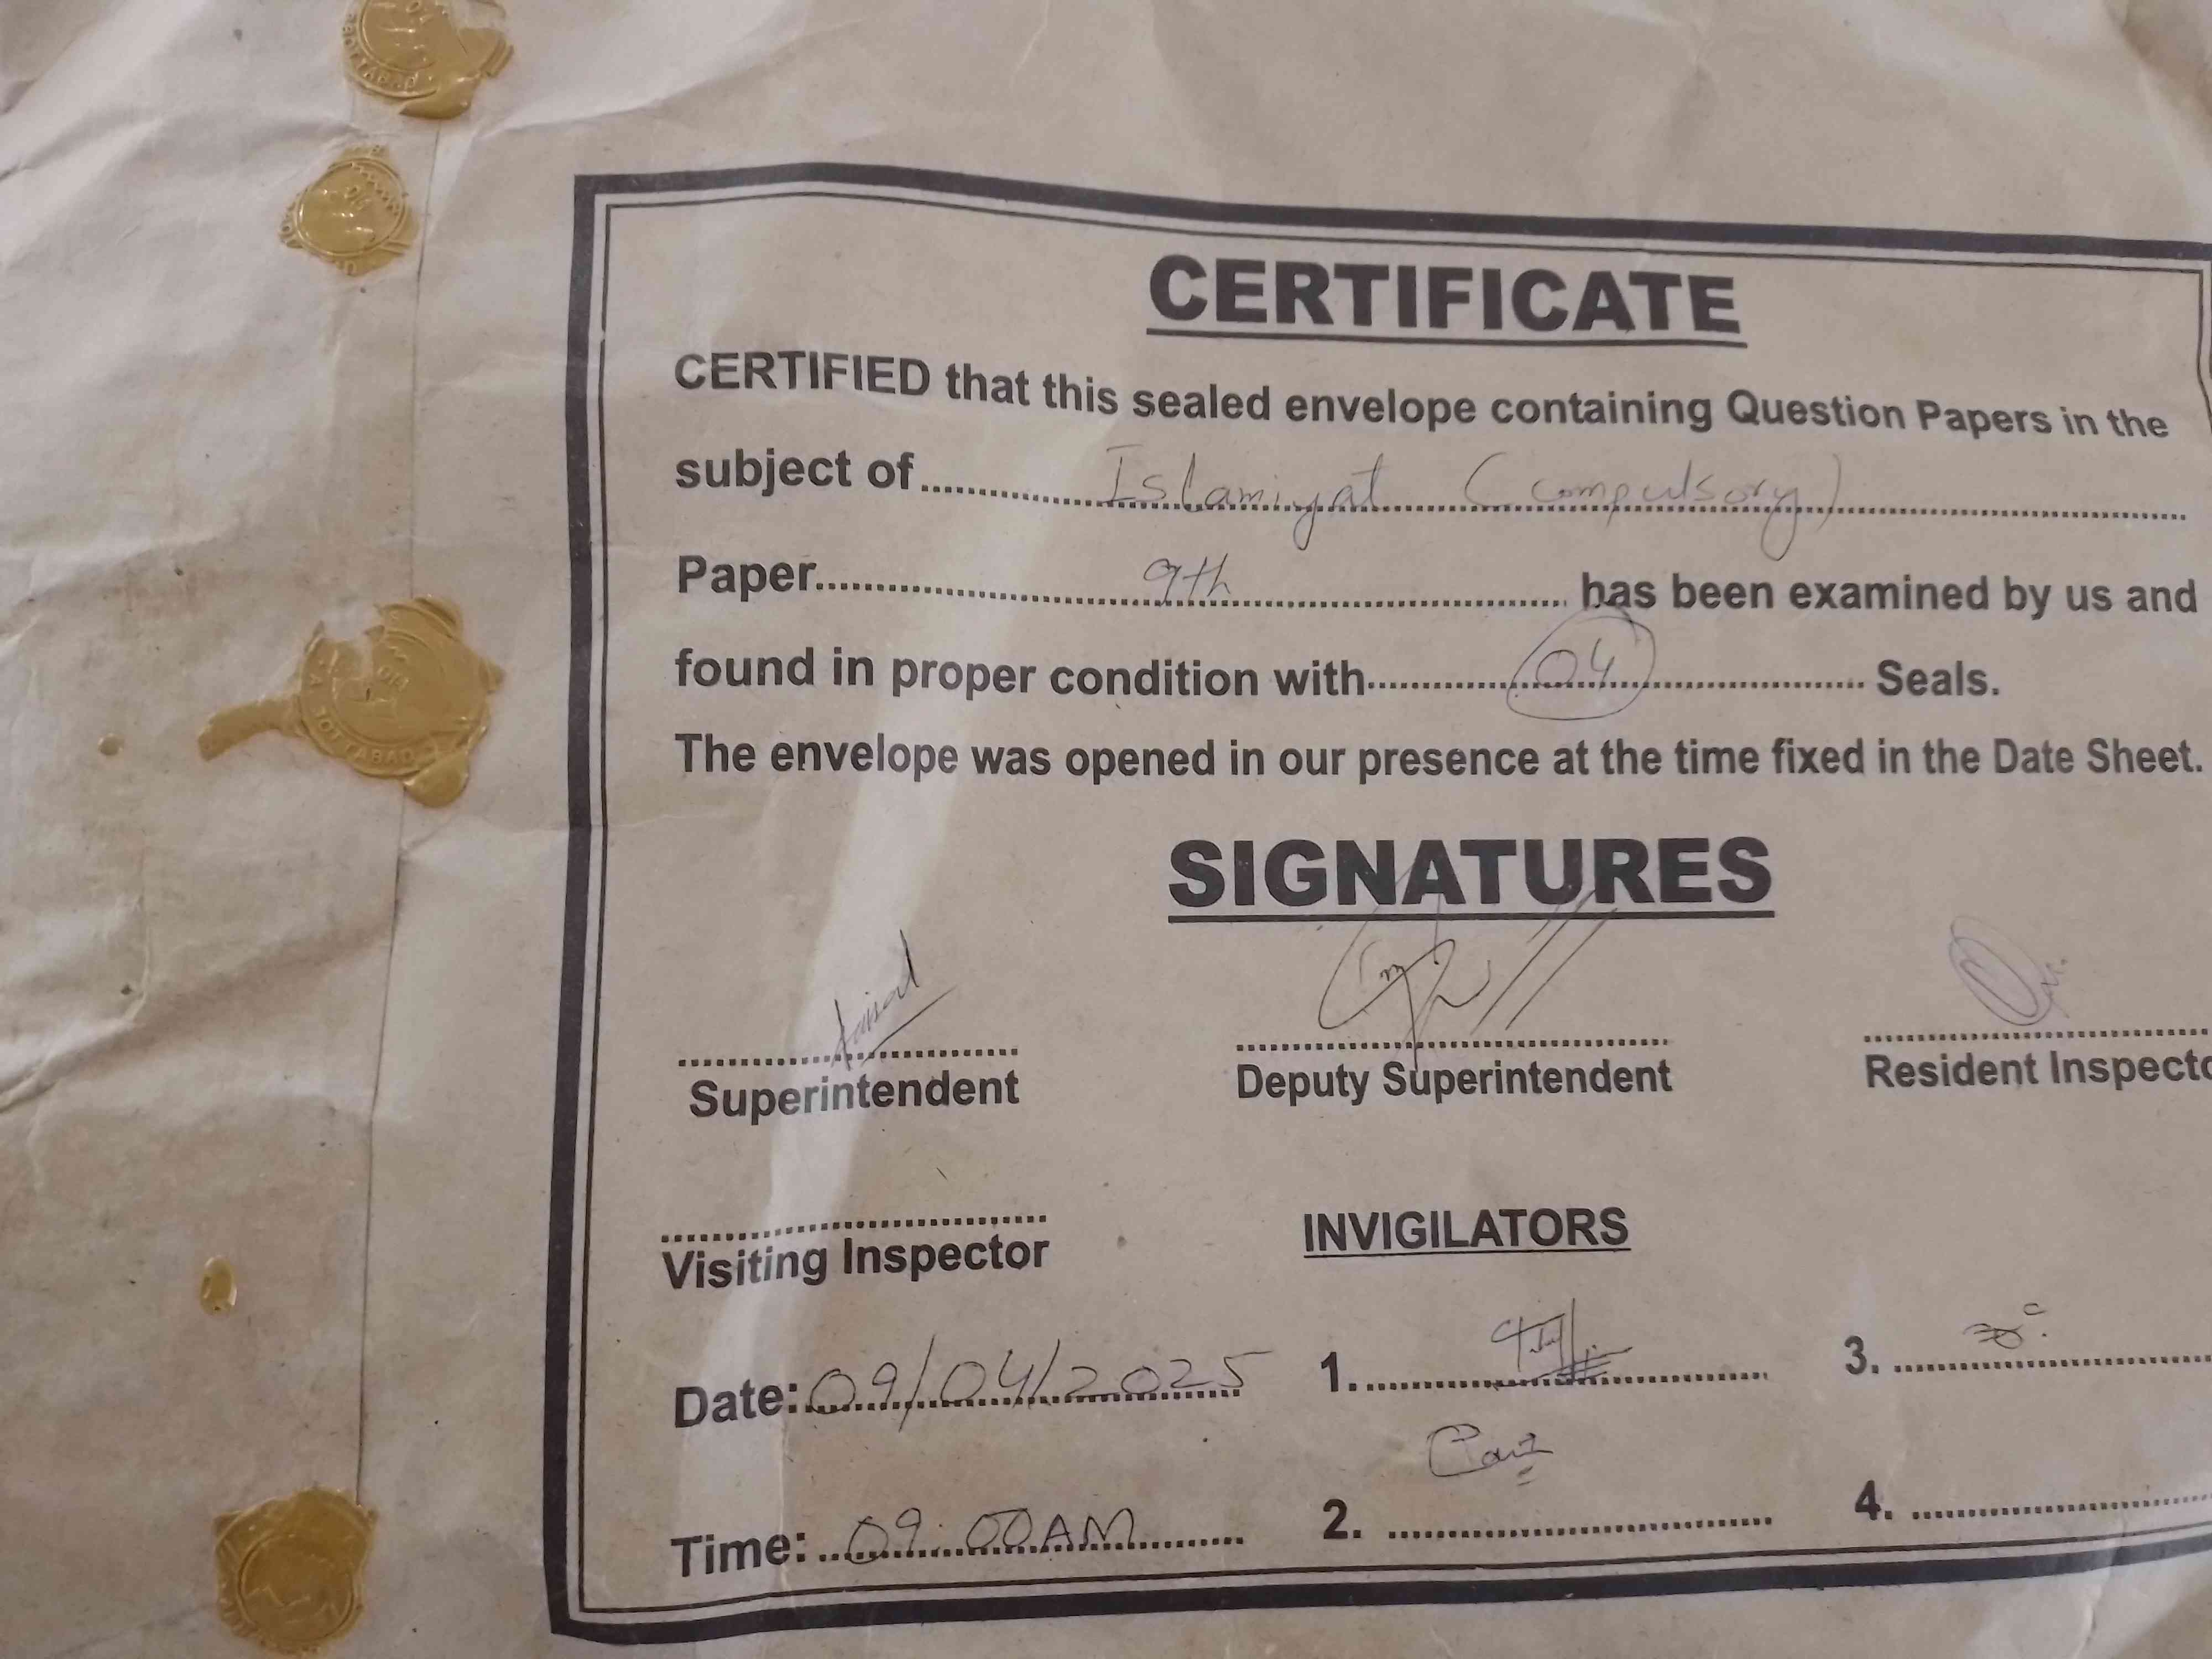 CERTIFICATE
CERTIFIED that this sealed envelope containing Question Papers in the
subject of Islamiyat (compulsory)
Paper 9th has been examined by us and
found in proper condition with 04 Seals.
The envelope was opened in our presence at the time fixed in the Date Sheet.
SIGNATURES
Superintendent Deputy Superintendent Resident Inspecto
Visiting Inspector INVIGILATORS
Date: 09/04/2025 1. 3.
Time: 09:00AM 2. 4.